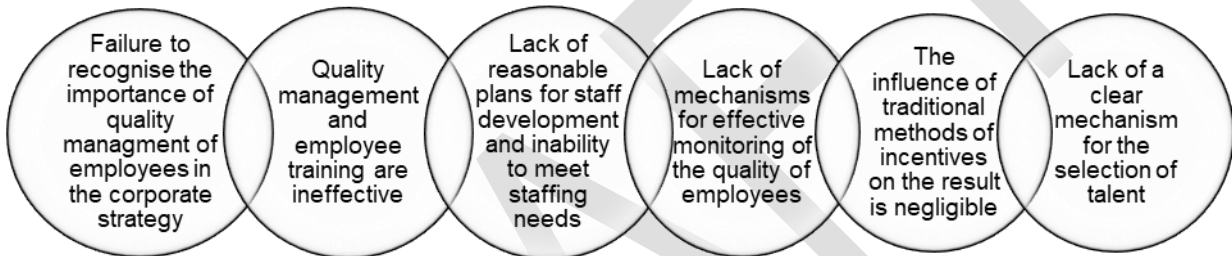 Failure to
recognise the
importance of
quality
managment of
employees in
the corporate
strategy
Quality
management
and
employee
training are
ineffective
Lack of
reasonable
plans for staff
development
and inability
to meet
staffing
needs
Lack of
mechanisms
for effective
monitoring of
the quality of
employees
The
influence of
traditional
methods of
incentives
on the result
is negligible
Lack of a
clear
mechanism
for the
selection of
talent